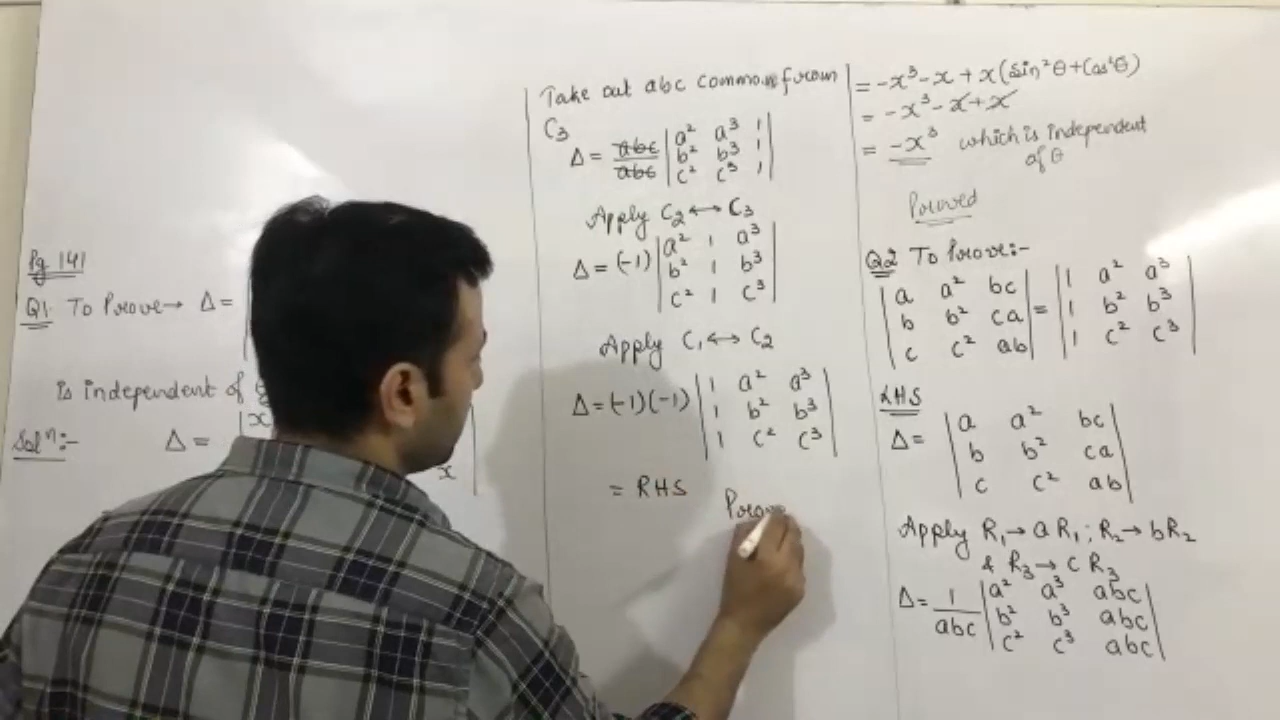 Pg 141
Q1. To Prove → Δ =
is independent of
Solⁿ:- Δ = | x
x |
Take out abc common from
C3
Δ = abc/abc | a² a³ 1 |
| b² b³ 1 |
| c² c³ 1 |
Apply C2 ↔ C3
Δ = (-1) | a² 1 a³ |
| b² 1 b³ |
| c² 1 c³ |
Apply C1 ↔ C2
Δ = (-1)(-1) | 1 a² a³ |
| 1 b² b³ |
| 1 c² c³ |
= RHS
Prov
= -x³ - x + x (Sin²θ + Cos²θ)
= -x³ - x + x
= -x³ which is independent
of θ
Proved
Q2 To Prove:-
| a a² bc | = | 1 a² a³ |
| b b² ca | | 1 b² b³ |
| c c² ab | | 1 c² c³ |
LHS
Δ = | a a² bc |
| b b² ca |
| c c² ab |
Apply R1 → a R1 ; R2 → b R2
& R3 → c R3
Δ = 1/abc | a² a³ abc |
| b² b³ abc |
| c² c³ abc |